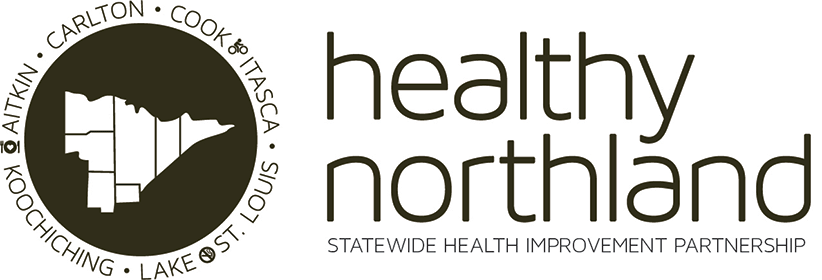 AITKIN • CARLTON • COOK ITASCA • ST. LOUIS LAKE • KOOCHICHING
healthy
northland
STATEWIDE HEALTH IMPROVEMENT PARTNERSHIP